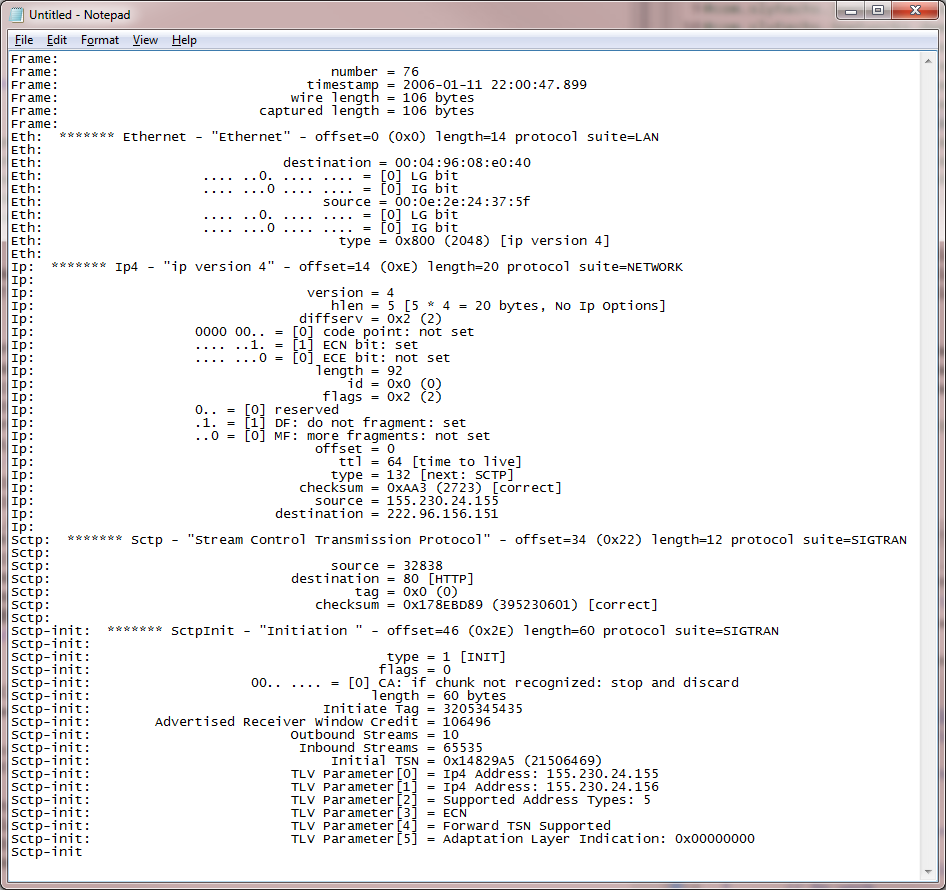 Untitled - Notepad
File Edit Format View Help
Frame:
Frame: number = 76
Frame: timestamp = 2006-01-11 22:00:47.899
Frame: wire length = 106 bytes
Frame: captured length = 106 bytes
Frame:
Eth: ******* Ethernet - "Ethernet" - offset=0 (0x0) length=14 protocol suite=LAN
Eth:
Eth: destination = 00:04:96:08:e0:40
Eth: .... ..0. .... .... = [0] LG bit
Eth: .... ...0 .... .... = [0] IG bit
Eth: source = 00:0e:2e:24:37:5f
Eth: .... ..0. .... .... = [0] LG bit
Eth: .... ...0 .... .... = [0] IG bit
Eth: type = 0x800 (2048) [ip version 4]
Eth:
Ip: ******* Ip4 - "ip version 4" - offset=14 (0xE) length=20 protocol suite=NETWORK
Ip:
Ip: version = 4
Ip: hlen = 5 [5 * 4 = 20 bytes, No Ip Options]
Ip: diffserv = 0x2 (2)
Ip: 0000 00.. = [0] code point: not set
Ip: .... ..1. = [1] ECN bit: set
Ip: .... ...0 = [0] ECE bit: not set
Ip: length = 92
Ip: id = 0x0 (0)
Ip: flags = 0x2 (2)
Ip: 0.. = [0] reserved
Ip: .1. = [1] DF: do not fragment: set
Ip: ..0 = [0] MF: more fragments: not set
Ip: offset = 0
Ip: ttl = 64 [time to live]
Ip: type = 132 [next: SCTP]
Ip: checksum = 0xAA3 (2723) [correct]
Ip: source = 155.230.24.155
Ip: destination = 222.96.156.151
Ip:
Sctp: ******* Sctp - "Stream Control Transmission Protocol" - offset=34 (0x22) length=12 protocol suite=SIGTRAN
Sctp:
Sctp: source = 32838
Sctp: destination = 80 [HTTP]
Sctp: tag = 0x0 (0)
Sctp: checksum = 0x178EBD89 (395230601) [correct]
Sctp:
Sctp-init: ******* SctpInit - "Initiation " - offset=46 (0x2E) length=60 protocol suite=SIGTRAN
Sctp-init:
Sctp-init: type = 1 [INIT]
Sctp-init: flags = 0
Sctp-init: 00.. .... = [0] CA: if chunk not recognized: stop and discard
Sctp-init: length = 60 bytes
Sctp-init: Initiate Tag = 3205345435
Sctp-init: Advertised Receiver Window Credit = 106496
Sctp-init: Outbound Streams = 10
Sctp-init: Inbound Streams = 65535
Sctp-init: Initial TSN = 0x14829A5 (21506469)
Sctp-init: TLV Parameter[0] = Ip4 Address: 155.230.24.155
Sctp-init: TLV Parameter[1] = Ip4 Address: 155.230.24.156
Sctp-init: TLV Parameter[2] = Supported Address Types: 5
Sctp-init: TLV Parameter[3] = ECN
Sctp-init: TLV Parameter[4] = Forward TSN Supported
Sctp-init: TLV Parameter[5] = Adaptation Layer Indication: 0x00000000
Sctp-init